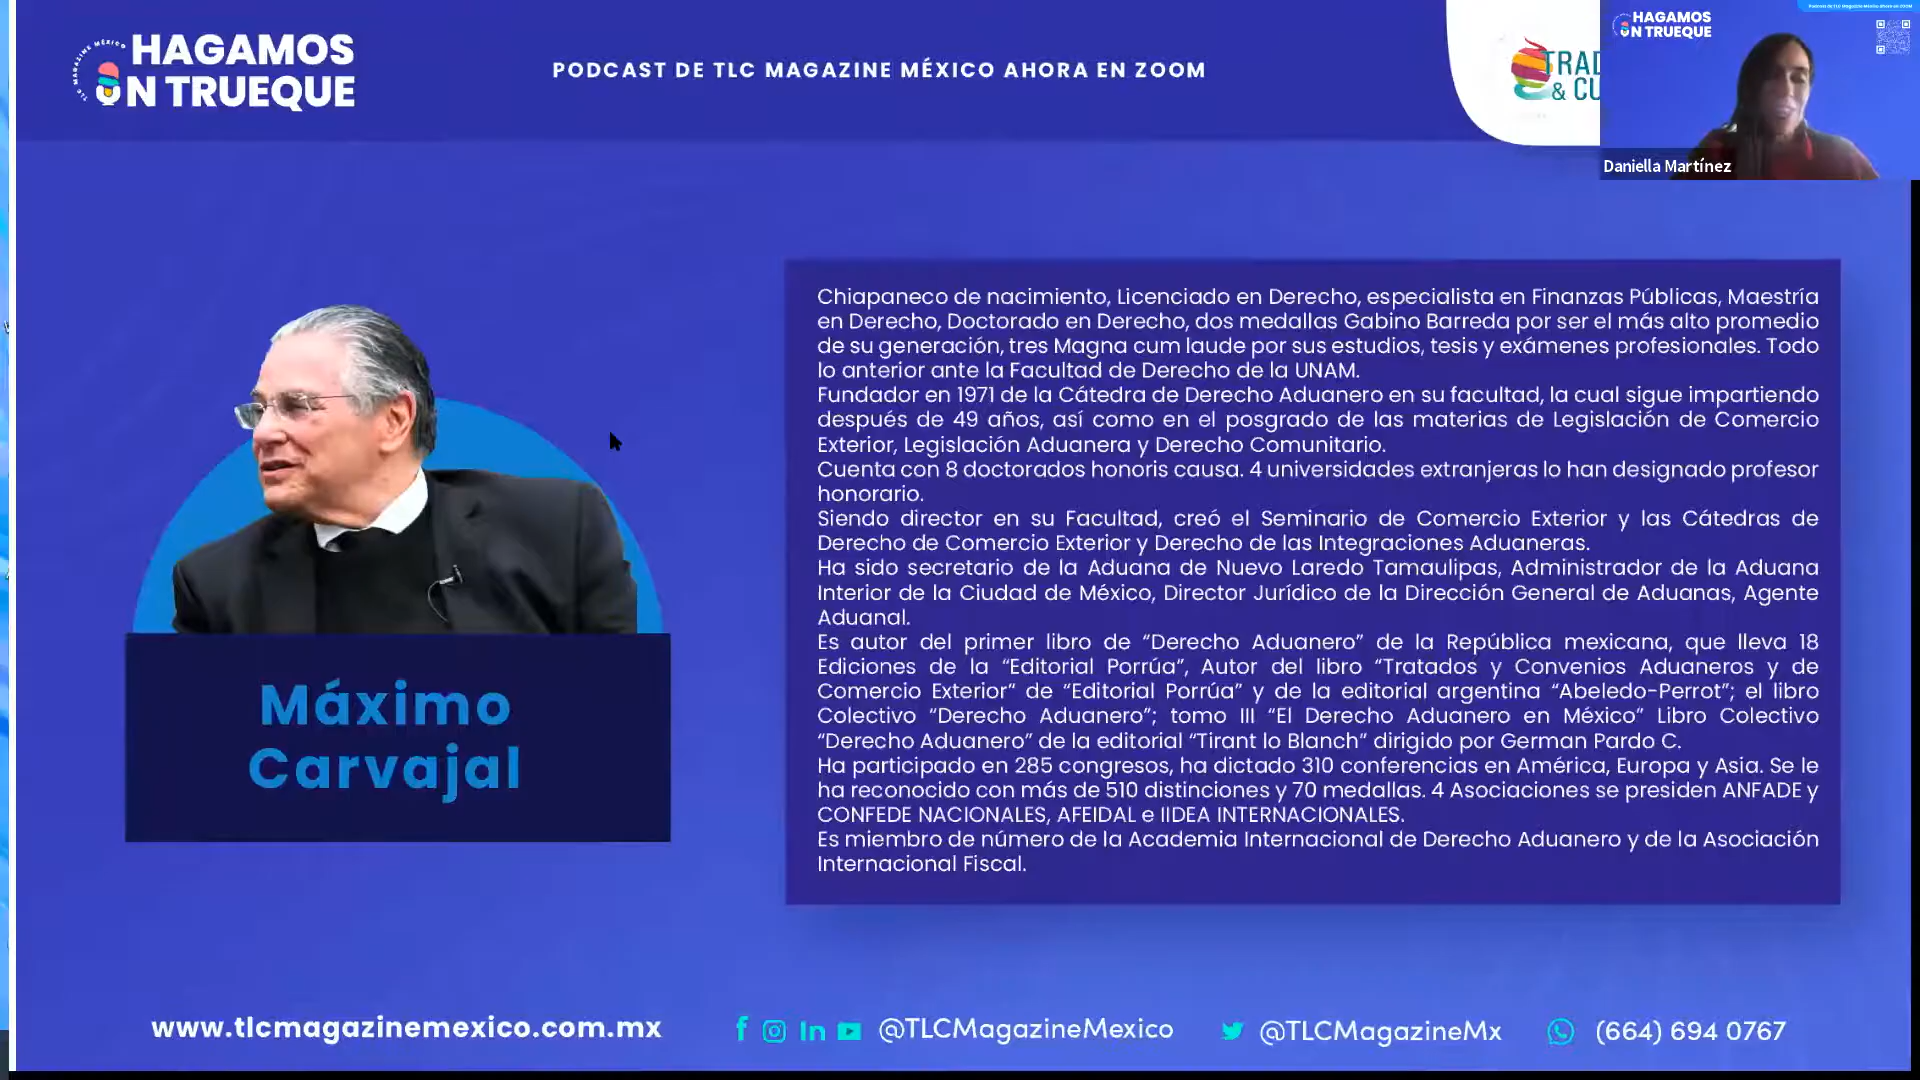 TLC MAGAZINE MÉXICO
HAGAMOS
UN TRUEQUE
PODCAST DE TLC MAGAZINE MÉXICO AHORA EN ZOOM
TRAD
& CU
Podcast de TLC Magazine México ahora en ZOOM
HAGAMOS
UN TRUEQUE
Daniella Martínez
Chiapaneco de nacimiento, Licenciado en Derecho, especialista en Finanzas Públicas, Maestría
en Derecho, Doctorado en Derecho, dos medallas Gabino Barreda por ser el más alto promedio
de su generación, tres Magna cum laude por sus estudios, tesis y exámenes profesionales. Todo
lo anterior ante la Facultad de Derecho de la UNAM.
Fundador en 1971 de la Cátedra de Derecho Aduanero en su facultad, la cual sigue impartiendo
después de 49 años, así como en el posgrado de las materias de Legislación de Comercio
Exterior, Legislación Aduanera y Derecho Comunitario.
Cuenta con 8 doctorados honoris causa. 4 universidades extranjeras lo han designado profesor
honorario.
Siendo director en su Facultad, creó el Seminario de Comercio Exterior y las Cátedras de
Derecho de Comercio Exterior y Derecho de las Integraciones Aduaneras.
Ha sido secretario de la Aduana de Nuevo Laredo Tamaulipas, Administrador de la Aduana
Interior de la Ciudad de México, Director Jurídico de la Dirección General de Aduanas, Agente
Aduanal.
Es autor del primer libro de “Derecho Aduanero” de la República mexicana, que lleva 18
Ediciones de la “Editorial Porrúa”, Autor del libro “Tratados y Convenios Aduaneros y de
Comercio Exterior” de “Editorial Porrúa” y de la editorial argentina “Abeledo-Perrot”; el libro
Colectivo “Derecho Aduanero”; tomo III “El Derecho Aduanero en México” Libro Colectivo
“Derecho Aduanero” de la editorial “Tirant lo Blanch” dirigido por German Pardo C.
Ha participado en 285 congresos, ha dictado 310 conferencias en América, Europa y Asia. Se le
ha reconocido con más de 510 distinciones y 70 medallas. 4 Asociaciones se presiden ANFADE y
CONFEDE NACIONALES, AFEIDAL e IIDEA INTERNACIONALES.
Es miembro de número de la Academia Internacional de Derecho Aduanero y de la Asociación
Internacional Fiscal.
Máximo
Carvajal
www.tlcmagazinemexico.com.mx
@TLCMagazineMexico
@TLCMagazineMx
(664) 694 0767